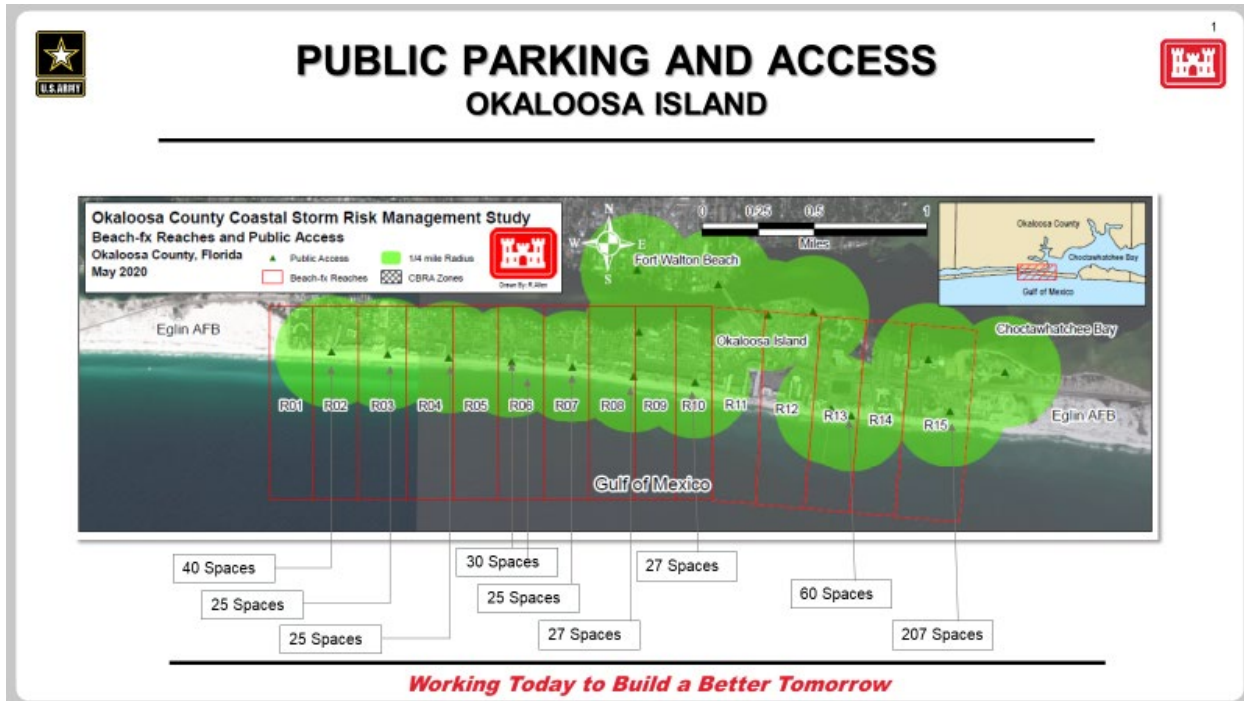 1
U.S.ARMY
PUBLIC PARKING AND ACCESS
OKALOOSA ISLAND
Okaloosa County Coastal Storm Risk Management Study
Beach-fx Reaches and Public Access
Okaloosa County, Florida
May 2020
Public Access
1/4 mile Radius
Beach-fx Reaches
CBRA Zones
Drawn By: R.Allen
N
W
E
S
0
0.25
0.5
1
Miles
Okaloosa County
Choctawhatchee Bay
Gulf of Mexico
Fort Walton Beach
Eglin AFB
Okaloosa Island
Choctawhatchee Bay
R01
R02
R03
R04
R05
R06
R07
R08
R09
R10
R11
R12
R13
R14
R15
Eglin AFB
Gulf of Mexico
40 Spaces
30 Spaces
27 Spaces
25 Spaces
25 Spaces
60 Spaces
25 Spaces
27 Spaces
207 Spaces
Working Today to Build a Better Tomorrow